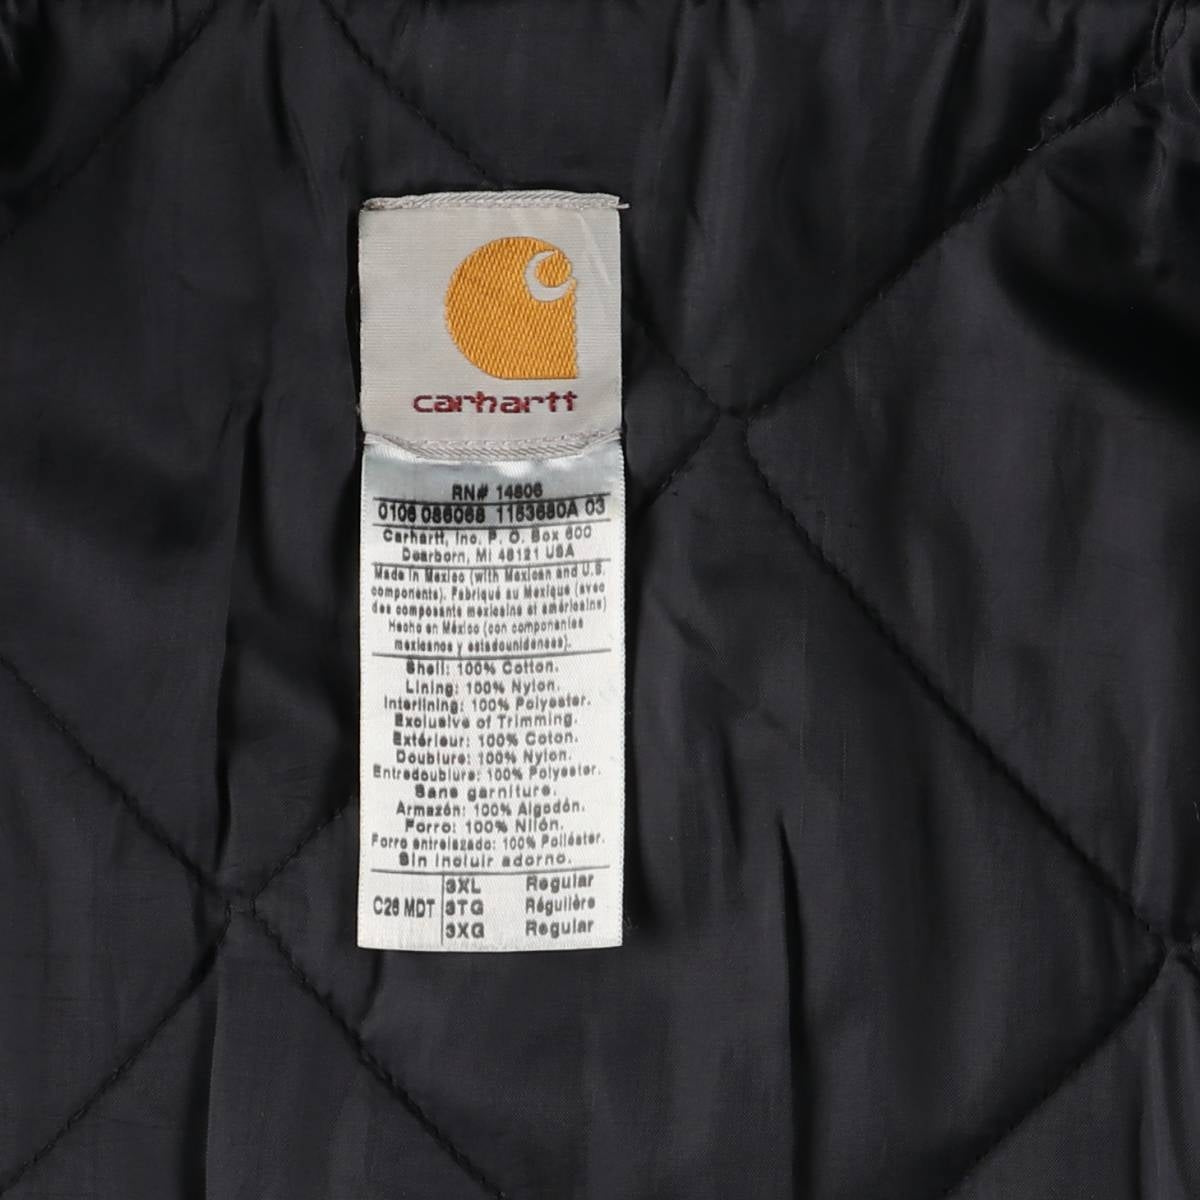 carhartt
RN# 14806
0106 086068 1153680A 03
Carhartt, Inc. P. O. Box 600
Dearborn, MI 48121 USA
Made in Mexico (with Mexican and U.S.
components). Fabriqué au Mexique (avec
des composants mexicains et américains)
Hecho en México (con componentes
mexicanos y estadounidenses).
Shell: 100% Cotton.
Lining: 100% Nylon.
Interlining: 100% Polyester.
Exclusive of Trimming.
Extérieur: 100% Coton.
Doublure: 100% Nylon.
Entredoublure: 100% Polyester.
Sans garniture.
Armazón: 100% Algodón.
Forro: 100% Nilón.
Forro entrelazado: 100% Poliéster.
Sin incluir adorno.
3XL Regular
C26 MDT 3TG Régulière
3XG Regular